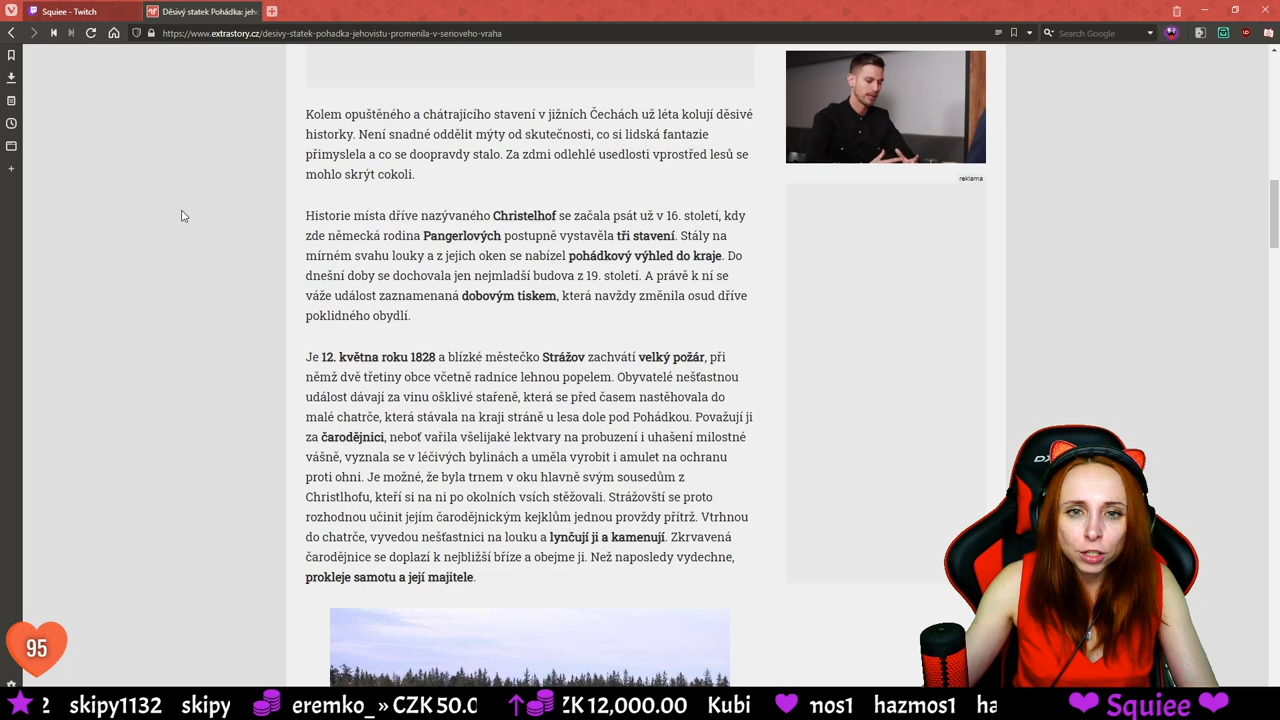 Squiee - Twitch
Děsivý statek Pohádka: jeh
https://www.extrastory.cz/desivy-statek-pohadka-jehovistu-promenila-v-serioveho-vraha
Search Google
Kolem opuštěného a chátrajícího stavení v jižních Čechách už léta kolují děsivé
historky. Není snadné oddělit mýty od skutečnosti, co si lidská fantazie
přimyslela a co se doopravdy stalo. Za zdmi odlehlé usedlosti vprostřed lesů se
mohlo skrýt cokoli.
reklama
Historie místa dříve nazývaného Christelhof se začala psát už v 16. století, kdy
zde německá rodina Pangerlových postupně vystavěla tři stavení. Stály na
mírném svahu louky a z jejich oken se nabízel pohádkový výhled do kraje. Do
dnešní doby se dochovala jen nejmladší budova z 19. století. A právě k ní se
váže událost zaznamenaná dobovým tiskem, která navždy změnila osud dříve
poklidného obydlí.
Je 12. května roku 1828 a blízké městečko Strážov zachvátí velký požár, při
němž dvě třetiny obce včetně radnice lehnou popelem. Obyvatelé nešťastnou
událost dávají za vinu ošklivé stařeně, která se před časem nastěhovala do
malé chatrče, která stávala na kraji stráně u lesa dole pod Pohádkou. Považují ji
za čarodějnici, neboť vařila všelijaké lektvary na probuzení i uhašení milostné
vášně, vyznala se v léčivých bylinách a uměla vyrobit i amulet na ochranu
proti ohni. Je možné, že byla trnem v oku hlavně svým sousedům z
Christlhofu, kteří si na ni po okolních vsích stěžovali. Strážovští se proto
rozhodnou učinit jejím čarodějnickým kejklům jednou provždy přítrž. Vtrhnou
do chatrče, vyvedou nešťastnici na louku a lynčují ji a kamenují. Zkrvavená
čarodějnice se doplazí k nejbližší bříze a obejme ji. Než naposledy vydechne,
prokleje samotu a její majitele.
DX
95
2 skipy1132 skipy eremko_ » CZK 50.0 ZK 12,000.00 Kubi nos1 hazmos1 ha Squiee